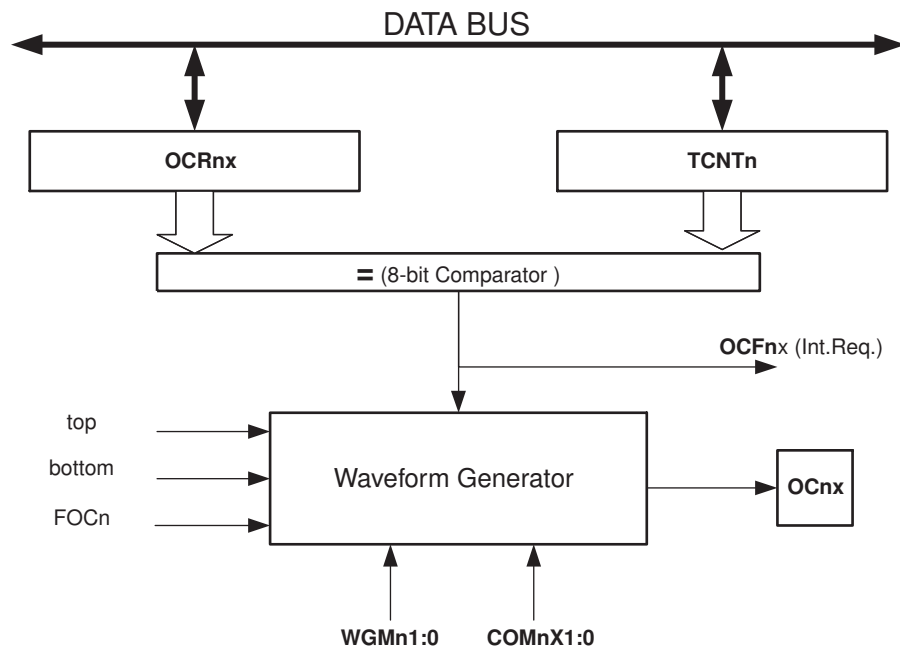 DATA BUS
OCRnx
TCNTn
= (8-bit Comparator )
OCFnx (Int.Req.)
top
bottom
FOCn
Waveform Generator
OCnx
WGMn1:0
COMnX1:0